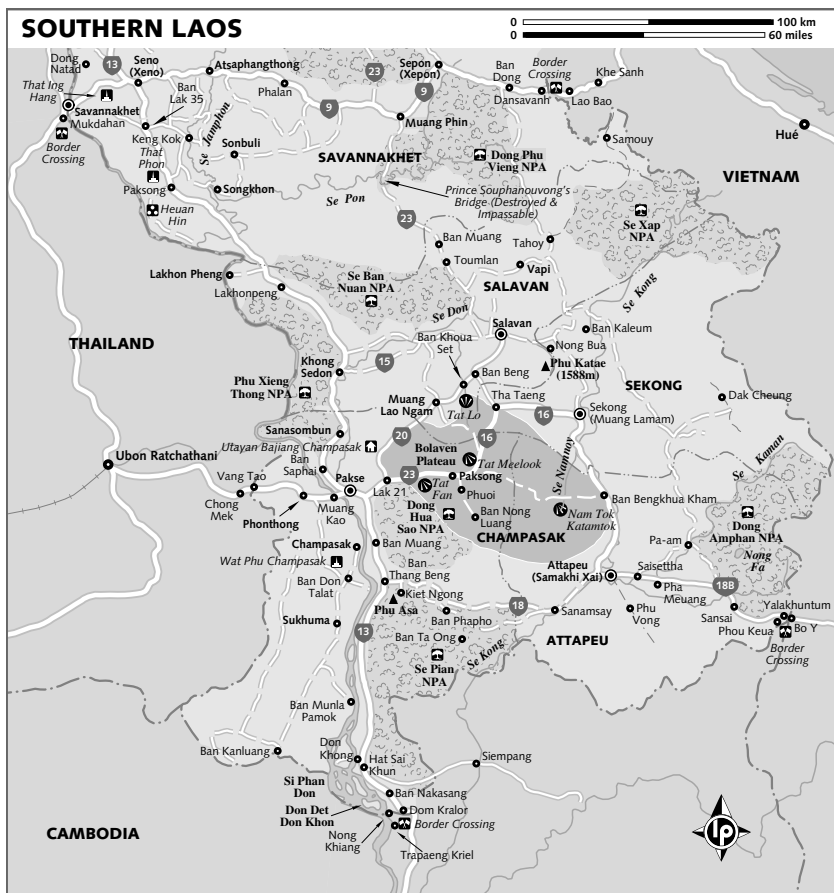 SOUTHERN LAOS
0 100 km
0 60 miles
Dong
Natad
13
Seno
(Xeno)
Ban
Lak 35
Atsaphangthong
Phalan
23
Sepon
(Xepon)
9
Ban
Dong
Border
Crossing
Khe Sanh
Dansavanh
Lao Bao
That Ing
Hang
Savannakhet
Mukdahan
Border
Crossing
Keng Kok
That
Phon
Se Jamphon
Sonbuli
9
Muang Phin
Samouy
Hué
SAVANNAKHET
Dong Phu
Vieng NPA
VIETNAM
Paksong
Songkhon
Heuan
Hin
Se Pon
Prince Souphanouvong's
Bridge (Destroyed &
Impassable)
Se Xap
NPA
23
Ban Muang
Tahoy
Toumlan
Vapi
Lakhon Pheng
Lakhonpeng
Se Ban
Nuan NPA
SALAVAN
Se Kong
Se Don
Salavan
Ban Khoua
Set
Ban Kaleum
Nong Bua
THAILAND
15
Khong
Sedon
Ban Beng
Phu Katae
(1588m)
SEKONG
Phu Xieng
Thong NPA
Muang
Lao Ngam
Tat Lo
Tha Taeng
16
Sekong
(Muang Lamam)
Dak Cheung
Sanasombun
20
16
Utayan Bajiang Champasak
Bolaven
Plateau
Tat Meelook
Se Kaman
Ubon Ratchathani
Ban
Saphai
Pakse
23
Paksong
Se Namnoy
Vang Tao
Lak 21
Tat
Fan
Phuoi
Ban Bengkhua Kham
Chong
Mek
Phonthong
Muang
Kao
Dong
Hua
Sao NPA
Ban Nong
Luang
Nam Tok
Katamtok
Dong
Amphan NPA
CHAMPASAK
Champasak
Ban Muang
Pa-am
Nong
Fa
Wat Phu Champasak
Ban
Thang Beng
Attapeu
(Samakhi Xai)
Saisettha
18B
Ban Don
Talat
Kiet Ngong
Pha
Meuang
Phu Asa
18
Sanamsay
Phu
Vong
Sansai
Yalakhuntum
Ban Phapho
Bo Y
Phou Keua
Sukhuma
13
Ban Ta Ong
Se Kong
ATTAPEU
Border
Crossing
Se Pian
NPA
Ban Munla
Pamok
Don
Khong
Ban Kanluang
Hat Sai
Khun
Siempang
Si Phan
Don
Ban Nakasang
Don Det
Don Khon
Dom Kralor
Border Crossing
Nong
Khiang
Trapaeng Kriel
CAMBODIA
lp